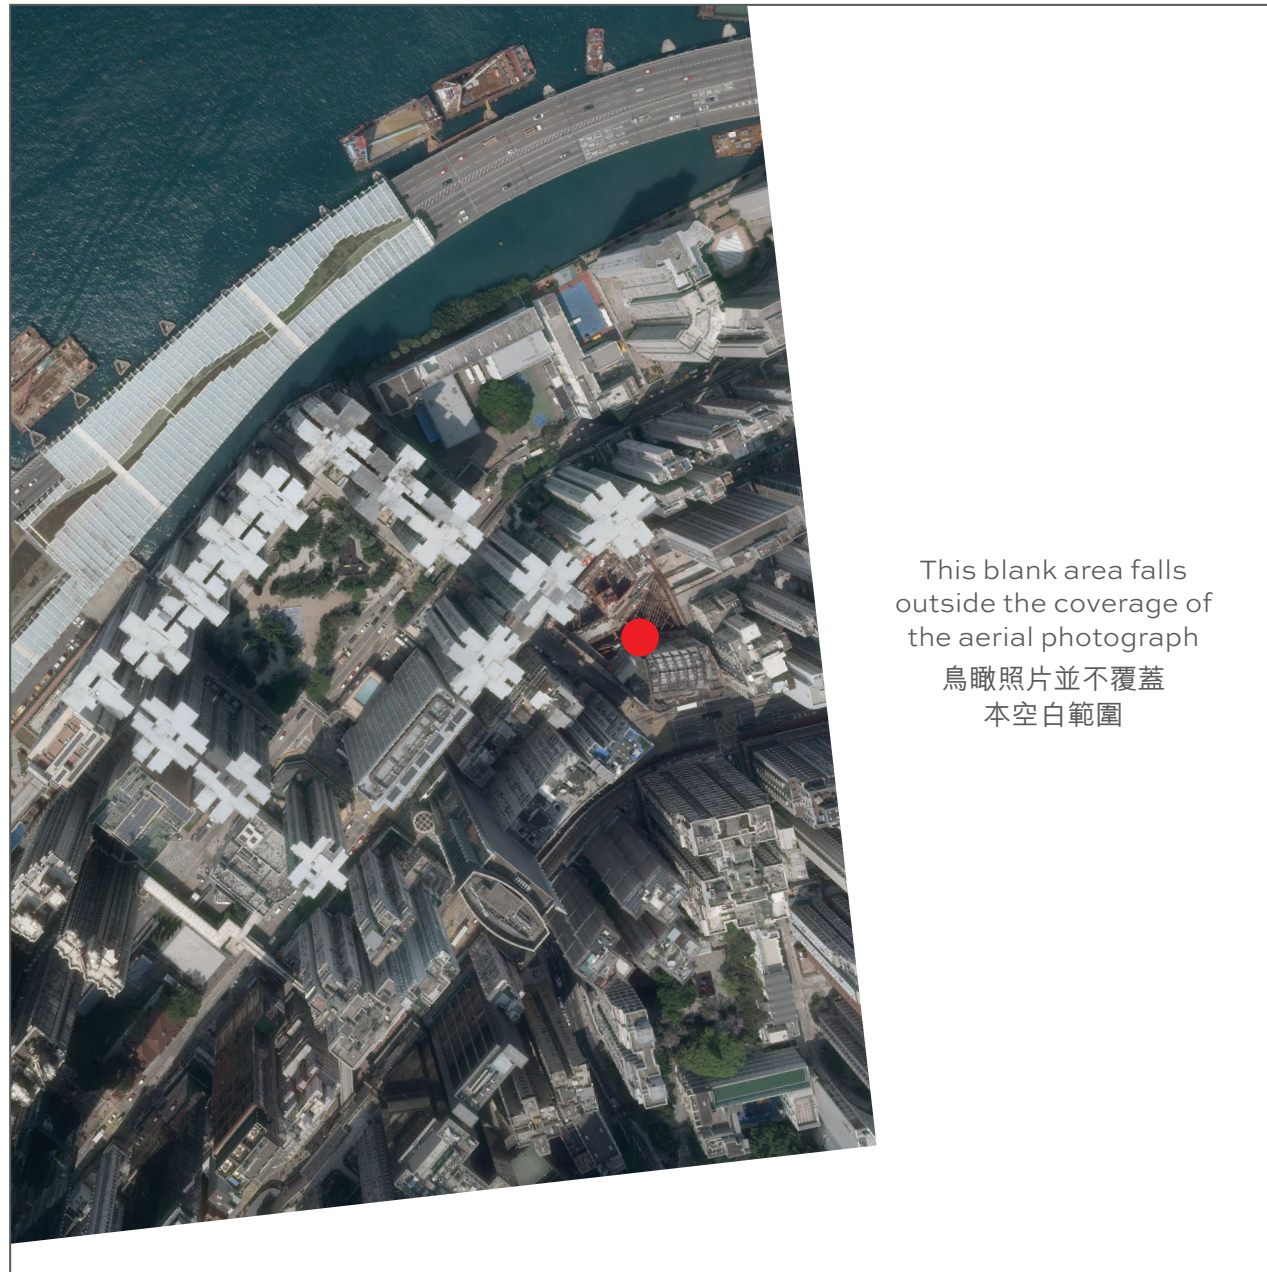 This blank area falls
outside the coverage of
the aerial photograph
鳥瞰照片並不覆蓋
本空白範圍